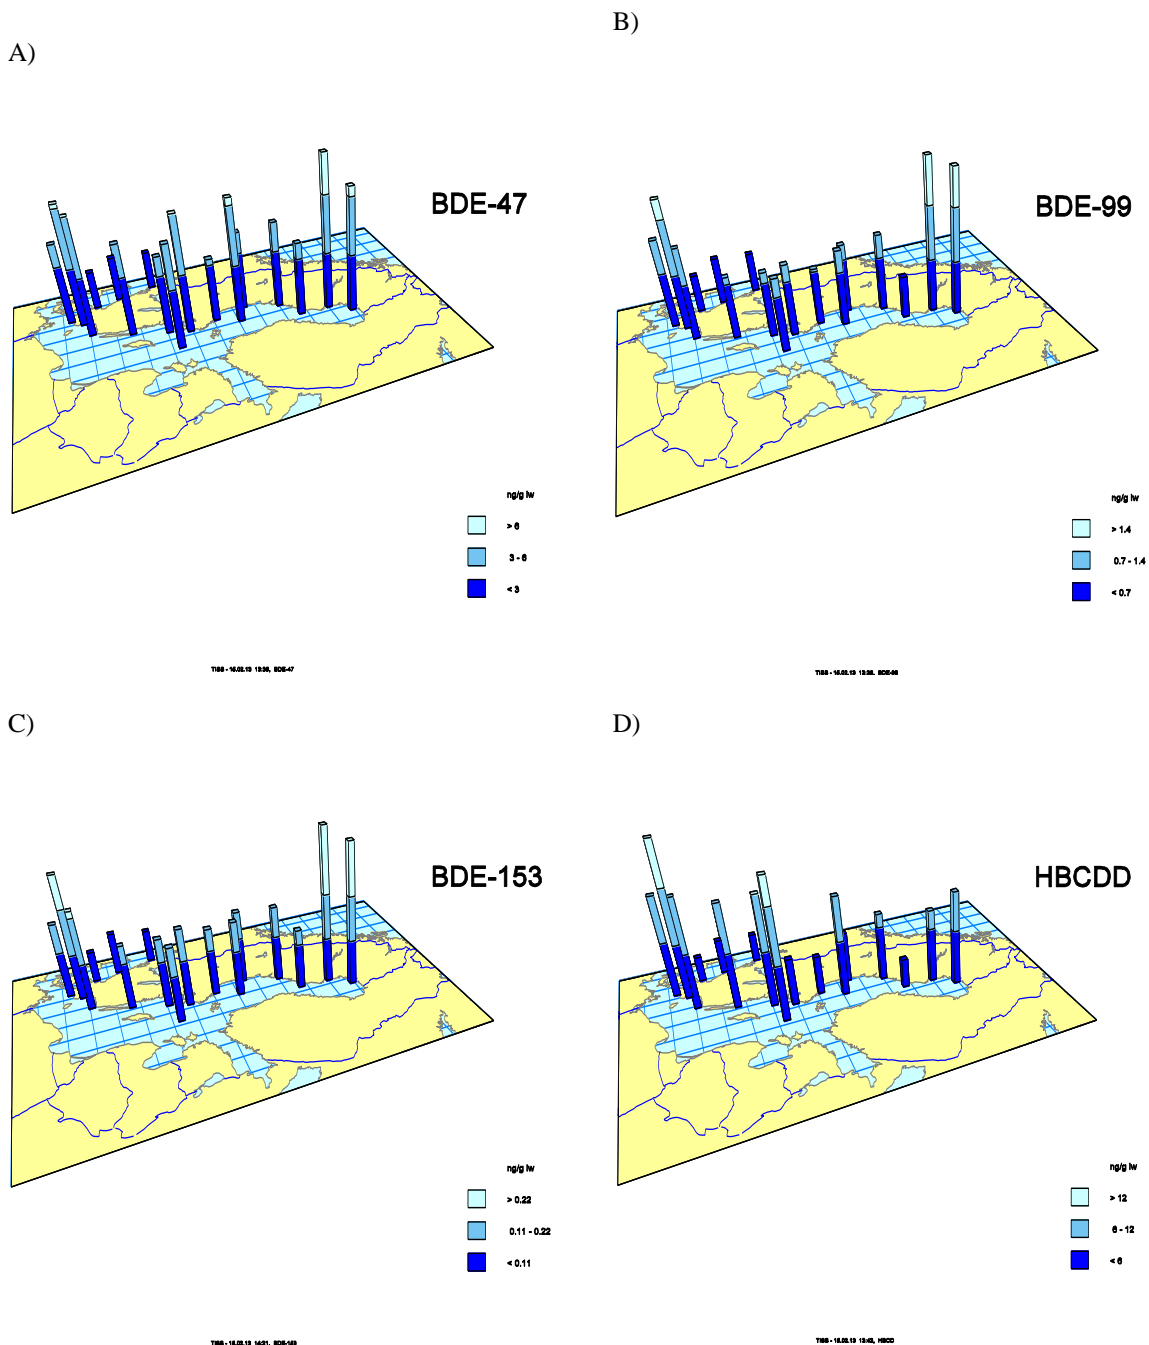 A)
B)
BDE-47
BDE-99
ng/g lw
> 6
3 - 6
< 3
ng/g lw
> 1.4
0.7 - 1.4
< 0.7
C)
D)
BDE-153
HBCDD
ng/g lw
> 0.22
0.11 - 0.22
< 0.11
ng/g lw
> 12
6 - 12
< 6